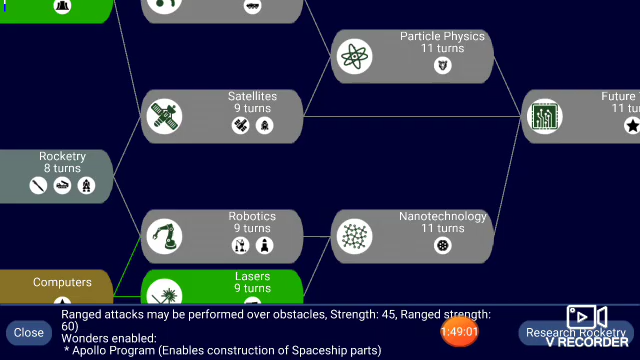 Particle Physics
11 turns
Satellites
9 turns
Future
11 turn
Rocketry
8 turns
Robotics
9 turns
Nanotechnology
11 turns
Computers
Lasers
9 turns
Ranged attacks may be performed over obstacles, Strength: 45, Ranged strength:
60)
Wonders enabled:
* Apollo Program (Enables construction of Spaceship parts)
Close
1:49:01
Research Rocketry
V RECORDER